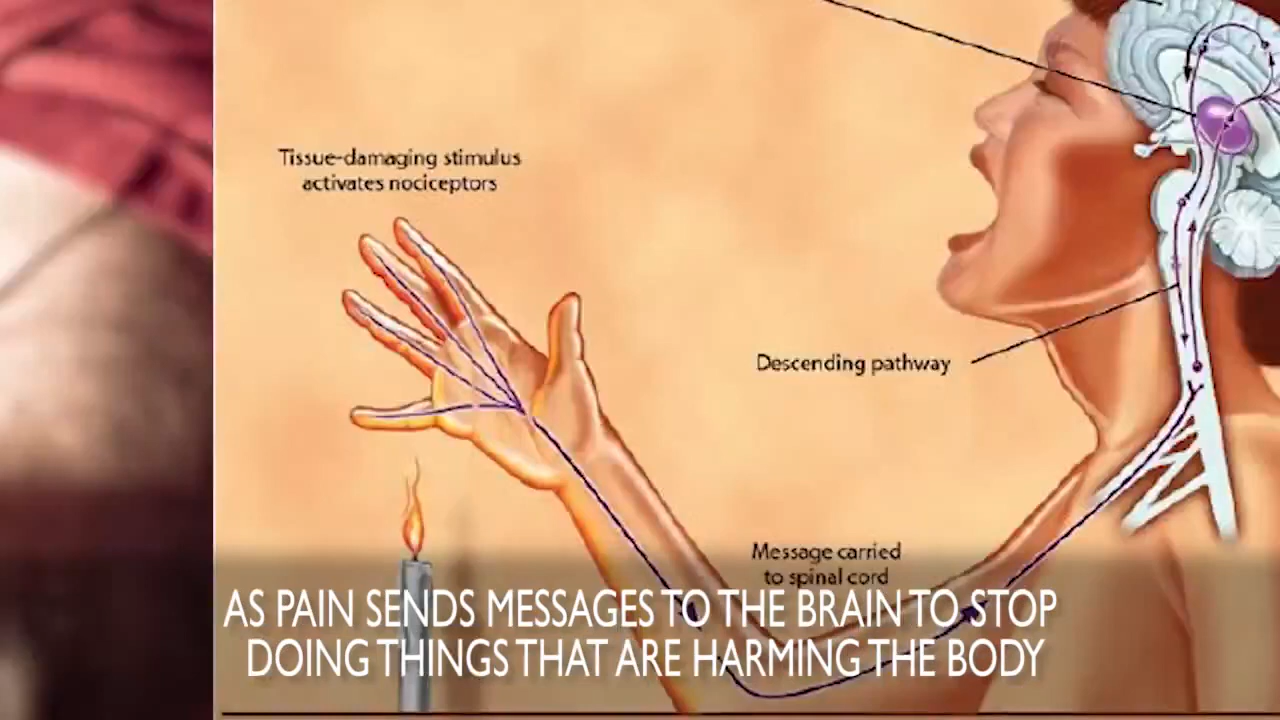 Tissue-damaging stimulus
activates nociceptors
Descending pathway
Message carried
to spinal cord
AS PAIN SENDS MESSAGES TO THE BRAIN TO STOP
DOING THINGS THAT ARE HARMING THE BODY